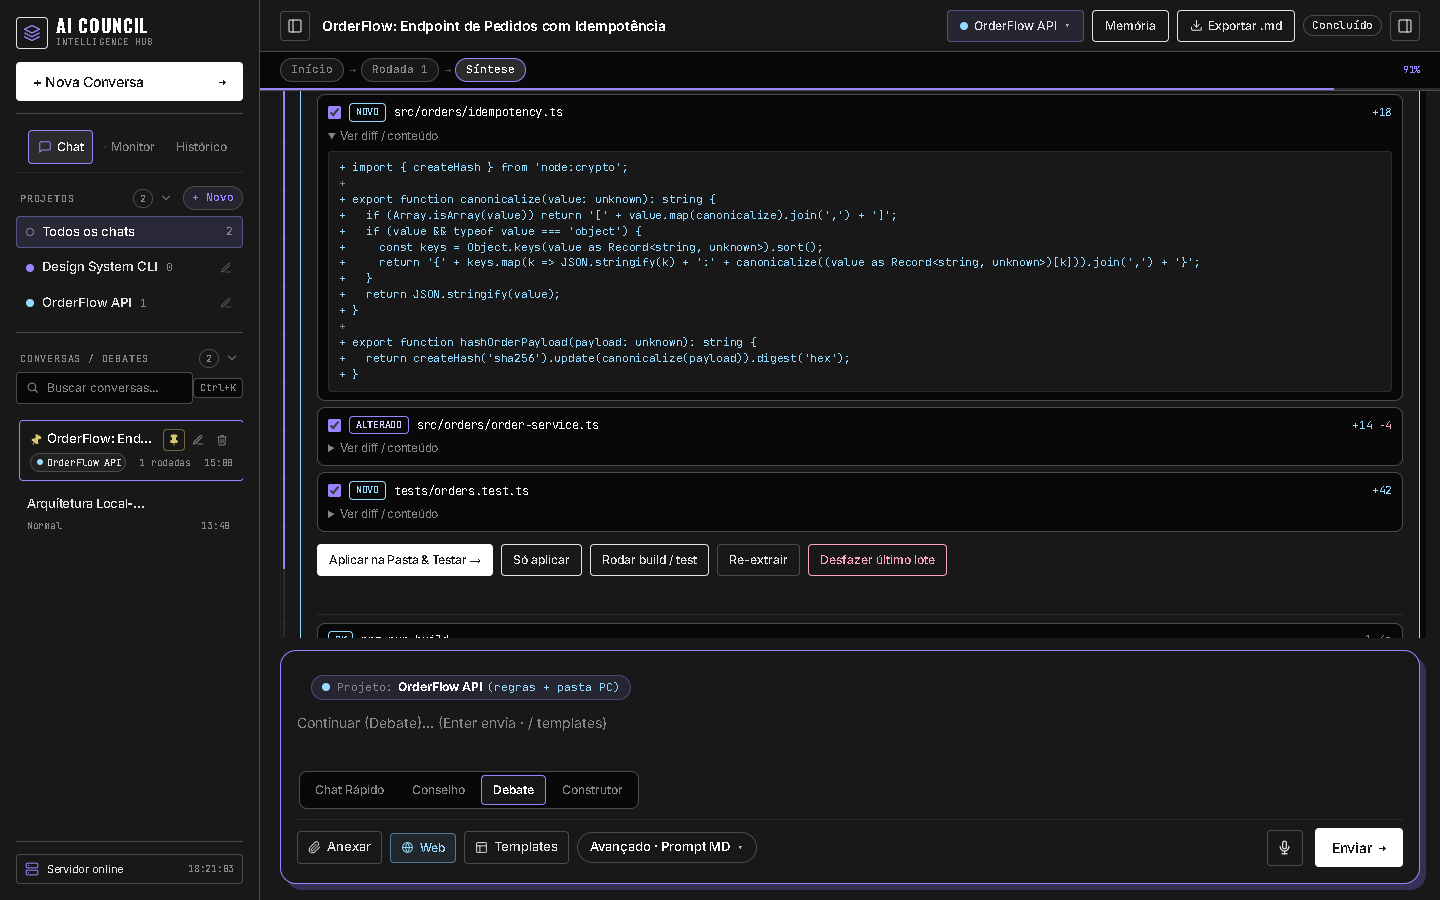 AI COUNCIL
INTELLIGENCE HUB
+ Nova Conversa →
Chat
Monitor
Histórico
PROJETOS 2 + Novo
Todos os chats 2
Design System CLI 0
OrderFlow API 1
CONVERSAS / DEBATES 2
Buscar conversas... Ctrl+K
OrderFlow: End...
OrderFlow API 1 rodadas 15:08
Arquitetura Local-...
Normal 13:48
Servidor online 18:21:03
OrderFlow: Endpoint de Pedidos com Idempotência
OrderFlow API
Memória
Exportar .md
Concluído
Início → Rodada 1 → Síntese
91%
NOVO src/orders/idempotency.ts +18
▼ Ver diff / conteúdo
+ import { createHash } from 'node:crypto';
+
+ export function canonicalize(value: unknown): string {
+   if (Array.isArray(value)) return '[' + value.map(canonicalize).join(',') + ']';
+   if (value && typeof value === 'object') {
+     const keys = Object.keys(value as Record<string, unknown>).sort();
+     return '{' + keys.map(k => JSON.stringify(k) + ':' + canonicalize((value as Record<string, unknown>)[k])).join(',') + '}';
+   }
+   return JSON.stringify(value);
+ }
+
+ export function hashOrderPayload(payload: unknown): string {
+   return createHash('sha256').update(canonicalize(payload)).digest('hex');
+ }
ALTERADO src/orders/order-service.ts +14 -4
▶ Ver diff / conteúdo
NOVO tests/orders.test.ts +42
▶ Ver diff / conteúdo
Aplicar na Pasta & Testar →
Só aplicar
Rodar build / test
Re-extrair
Desfazer último lote
Projeto: OrderFlow API (regras + pasta PC)
Continuar (Debate)... (Enter envia · / templates)
Chat Rápido
Conselho
Debate
Construtor
Anexar
Web
Templates
Avançado · Prompt MD
Enviar →